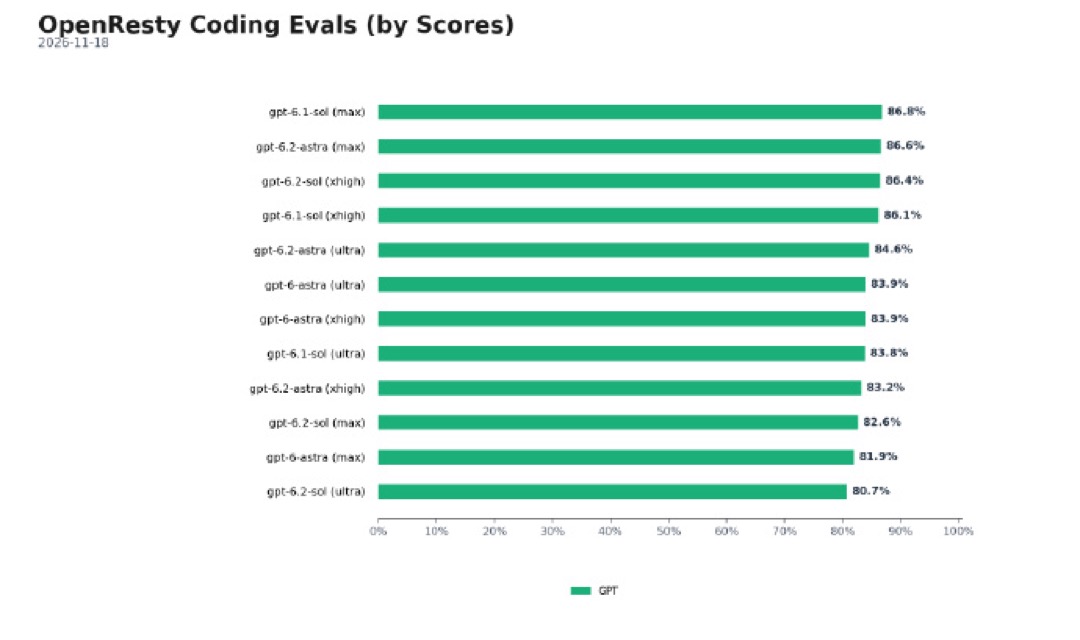 OpenResty Coding Evals (by Scores)
2026-11-18
gpt-6.1-sol (max) 86.8%
gpt-6.2-astra (max) 86.6%
gpt-6.2-sol (xhigh) 86.4%
gpt-6.1-sol (xhigh) 86.1%
gpt-6.2-astra (ultra) 84.6%
gpt-6-astra (ultra) 83.9%
gpt-6-astra (xhigh) 83.9%
gpt-6.1-sol (ultra) 83.8%
gpt-6.2-astra (xhigh) 83.2%
gpt-6.2-sol (max) 82.6%
gpt-6-astra (max) 81.9%
gpt-6.2-sol (ultra) 80.7%
0% 10% 20% 30% 40% 50% 60% 70% 80% 90% 100%
GPT